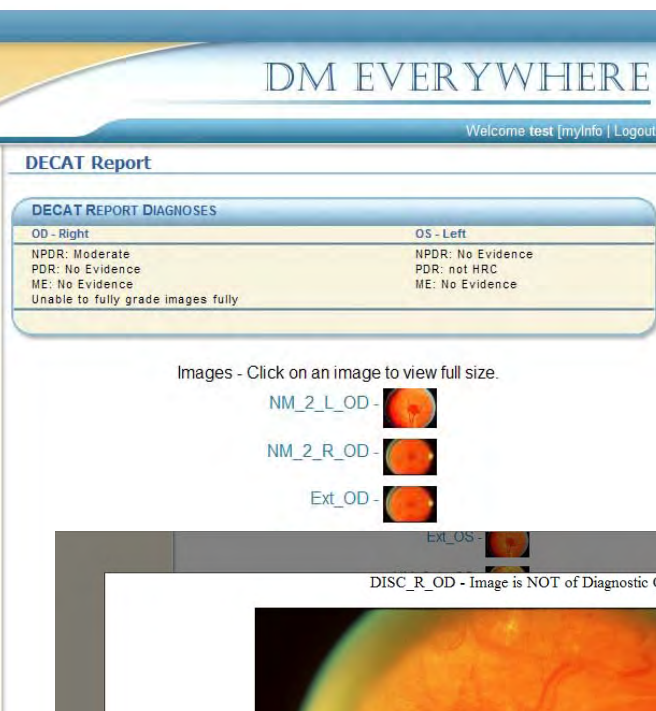 DM EVERYWHERE
Welcome test [myInfo | Logout
DECAT Report
DECAT REPORT DIAGNOSES
OD - Right OS - Left
NPDR: Moderate NPDR: No Evidence
PDR: No Evidence PDR: not HRC
ME: No Evidence ME: No Evidence
Unable to fully grade images fully
Images - Click on an image to view full size.
NM_2_L_OD -
NM_2_R_OD -
Ext_OD -
Ext_OS -
DISC_R_OD - Image is NOT of Diagnostic